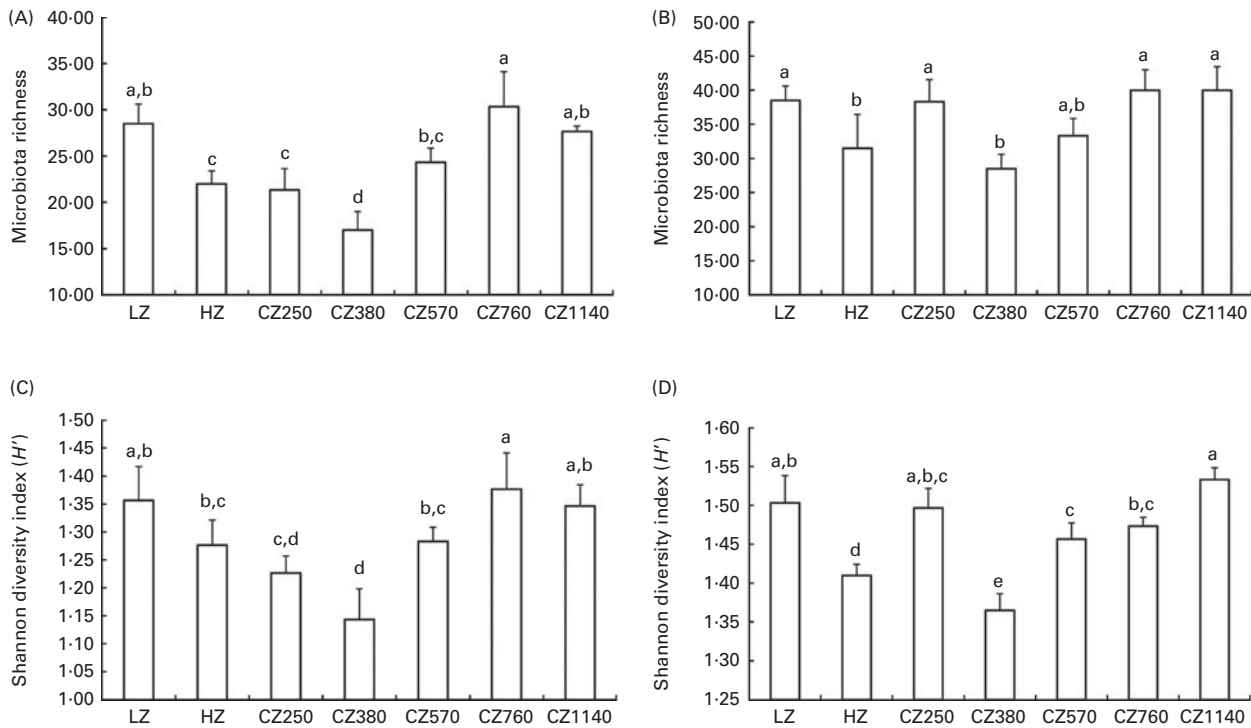 (A)
Microbiota richness
40·00
35·00
30·00
25·00
20·00
15·00
10·00
a,b
c
c
d
b,c
a
a,b
LZ HZ CZ250 CZ380 CZ570 CZ760 CZ1140
(B)
Microbiota richness
50·00
45·00
40·00
35·00
30·00
25·00
20·00
15·00
10·00
a
b
a
b
a,b
a
a
LZ HZ CZ250 CZ380 CZ570 CZ760 CZ1140
(C)
Shannon diversity index (H′)
1·50
1·45
1·40
1·35
1·30
1·25
1·20
1·15
1·10
1·05
1·00
a,b
b,c
c,d
d
b,c
a
a,b
LZ HZ CZ250 CZ380 CZ570 CZ760 CZ1140
(D)
Shannon diversity index (H′)
1·60
1·55
1·50
1·45
1·40
1·35
1·30
1·25
a,b
d
a,b,c
e
c
b,c
a
LZ HZ CZ250 CZ380 CZ570 CZ760 CZ1140